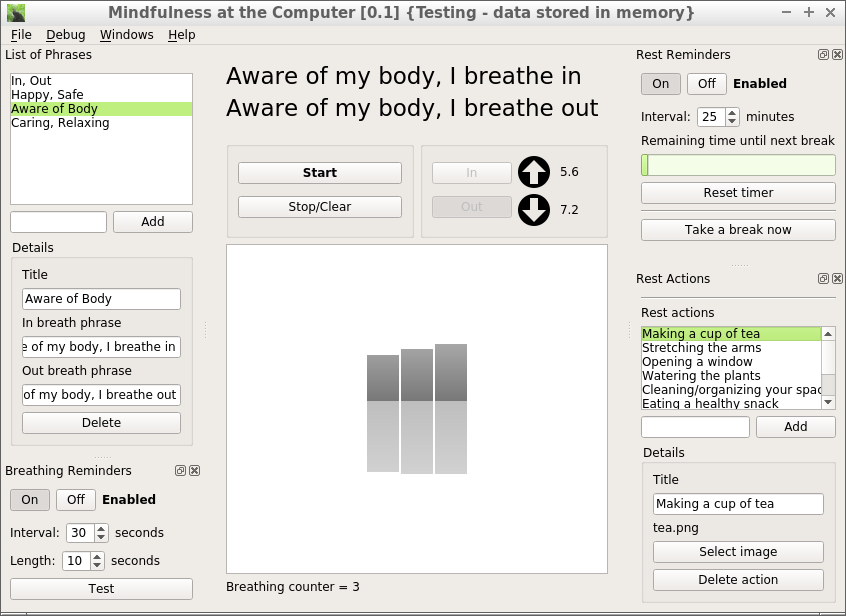 Mindfulness at the Computer [0.1] {Testing - data stored in memory}
File Debug Windows Help
List of Phrases
In, Out
Happy, Safe
Aware of Body
Caring, Relaxing
Add
Details
Title
Aware of Body
In breath phrase
e of my body, I breathe in
Out breath phrase
of my body, I breathe out
Delete
Breathing Reminders
On Off Enabled
Interval: 30 seconds
Length: 10 seconds
Test
Aware of my body, I breathe in
Aware of my body, I breathe out
Start
Stop/Clear
In 5.6
Out 7.2
Breathing counter = 3
Rest Reminders
On Off Enabled
Interval: 25 minutes
Remaining time until next break
Reset timer
Take a break now
Rest Actions
Rest actions
Making a cup of tea
Stretching the arms
Opening a window
Watering the plants
Cleaning/organizing your spac
Eating a healthy snack
Add
Details
Title
Making a cup of tea
tea.png
Select image
Delete action